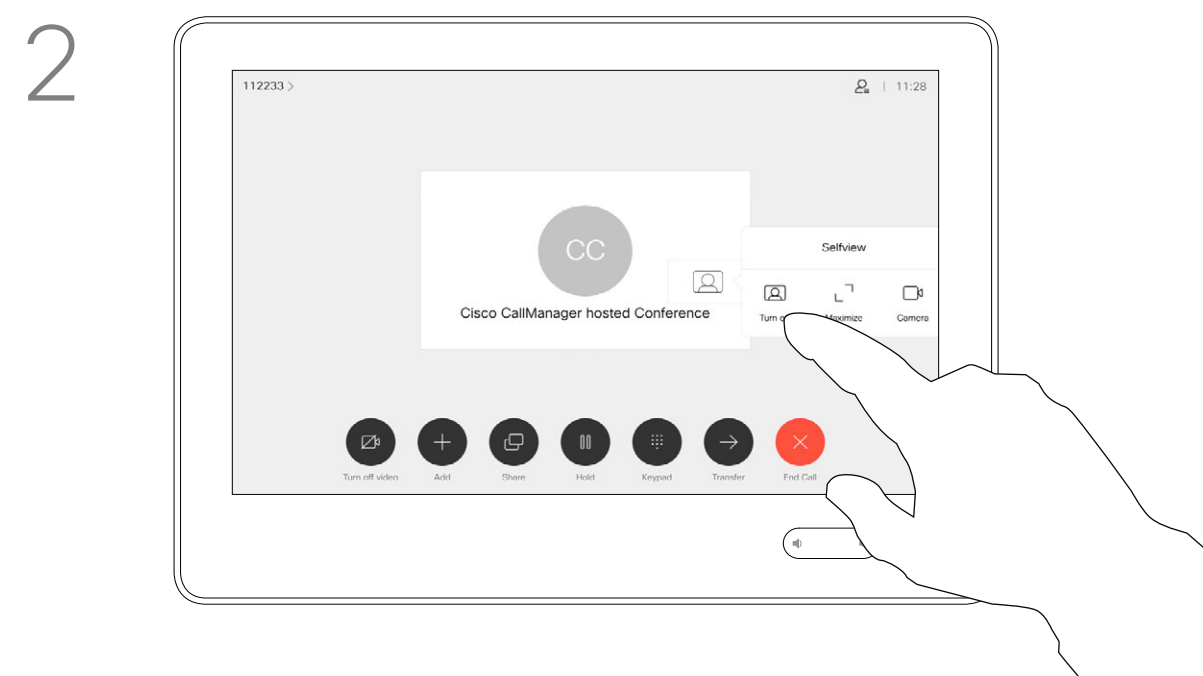 2
112233 >
11:28
CC
Cisco CallManager hosted Conference
Selfview
Turn
Maximize
Camera
Turn off video
Add
Share
Hold
Keypad
Transfer
End Call